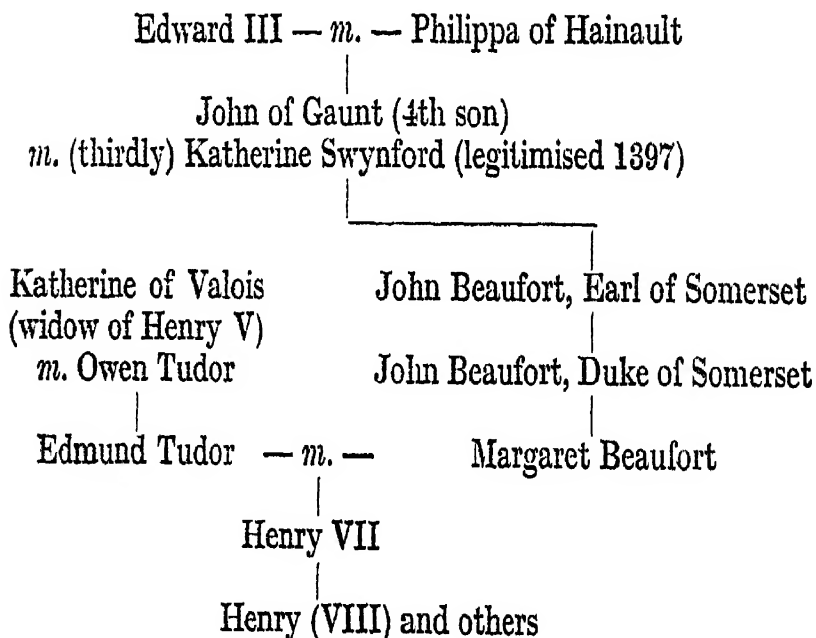 Edward III — m. — Philippa of Hainault
John of Gaunt (4th son)
m. (thirdly) Katherine Swynford (legitimised 1397)
Katherine of Valois
(widow of Henry V)
m. Owen Tudor
John Beaufort, Earl of Somerset
John Beaufort, Duke of Somerset
Edmund Tudor — m. — Margaret Beaufort
Henry VII
Henry (VIII) and others